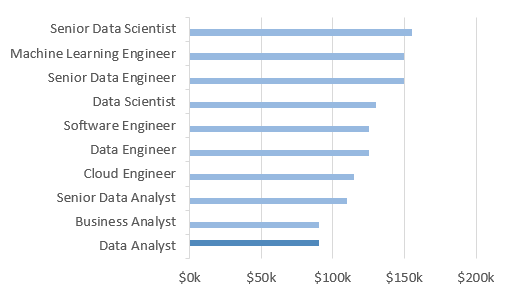 Senior Data Scientist
Machine Learning Engineer
Senior Data Engineer
Data Scientist
Software Engineer
Data Engineer
Cloud Engineer
Senior Data Analyst
Business Analyst
Data Analyst
$0k $50k $100k $150k $200k